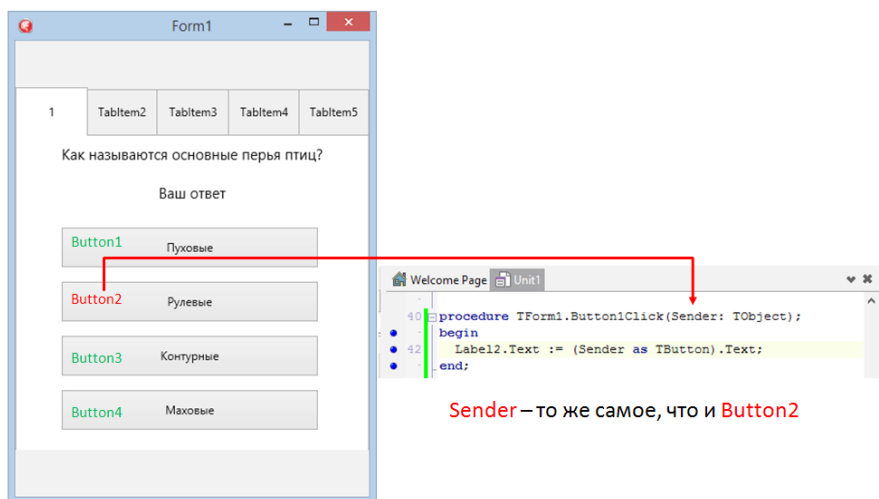 Form1
1
TabItem2
TabItem3
TabItem4
TabItem5
Как называются основные перья птиц?
Ваш ответ
Button1
Пуховые
Button2
Рулевые
Button3
Контурные
Button4
Маховые
Welcome Page
Unit1
40 procedure TForm1.Button1Click(Sender: TObject);
begin
42 Label2.Text := (Sender as TButton).Text;
end;
Sender – то же самое, что и Button2